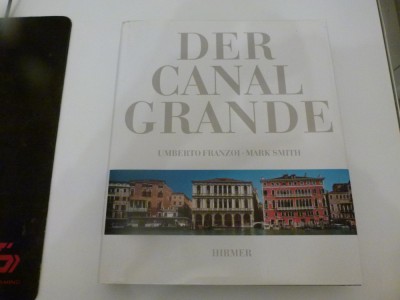 DER
CANAL
GRANDE
UMBERTO FRANZOI · MARK SMITH
HIRMER